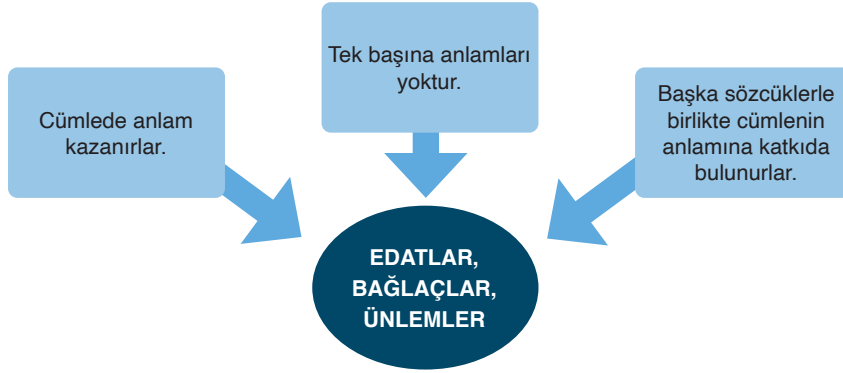 Cümlede anlam
kazanırlar.
Tek başına anlamları
yoktur.
Başka sözcüklerle
birlikte cümlenin
anlamına katkıda
bulunurlar.
EDATLAR,
BAĞLAÇLAR,
ÜNLEMLER